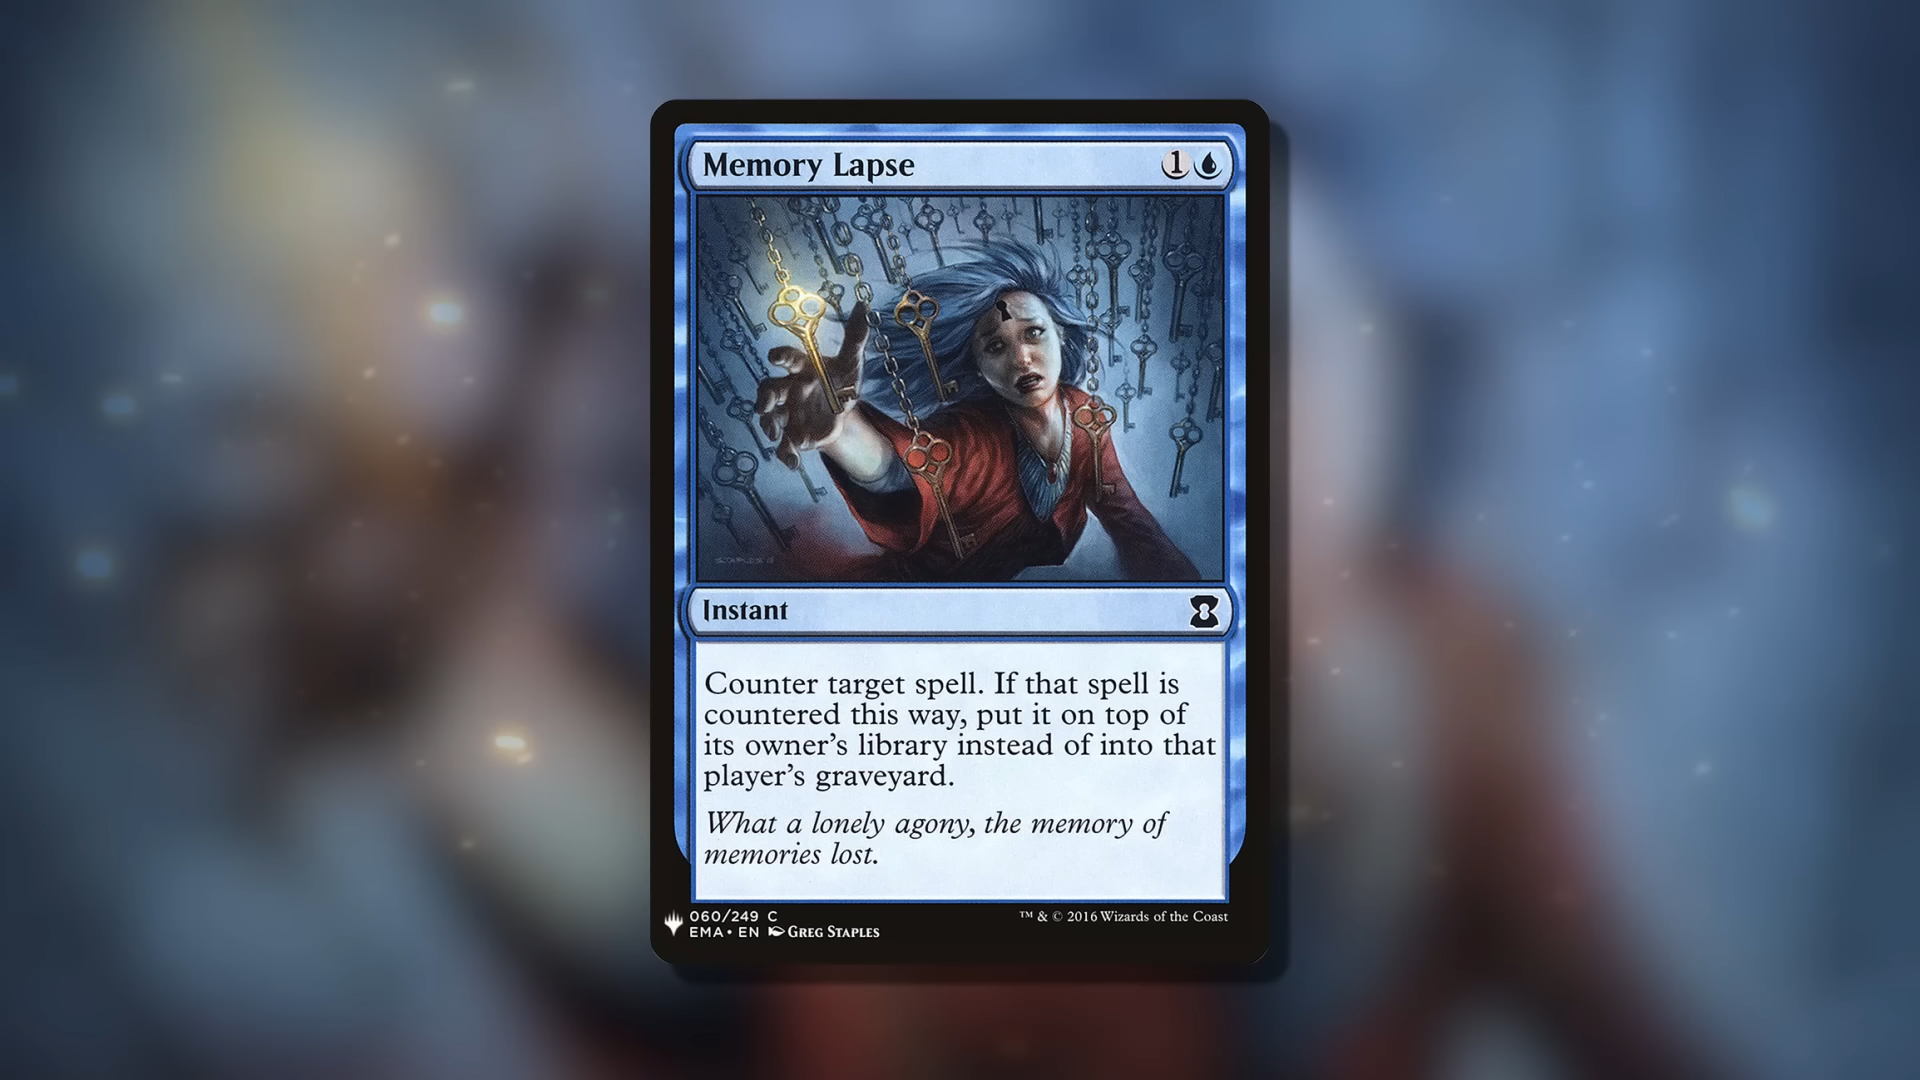 Memory Lapse 1
Instant
Counter target spell. If that spell is
countered this way, put it on top of
its owner's library instead of into that
player's graveyard.
What a lonely agony, the memory of
memories lost.
060/249 C
EMA • EN Greg Staples
™ & © 2016 Wizards of the Coast